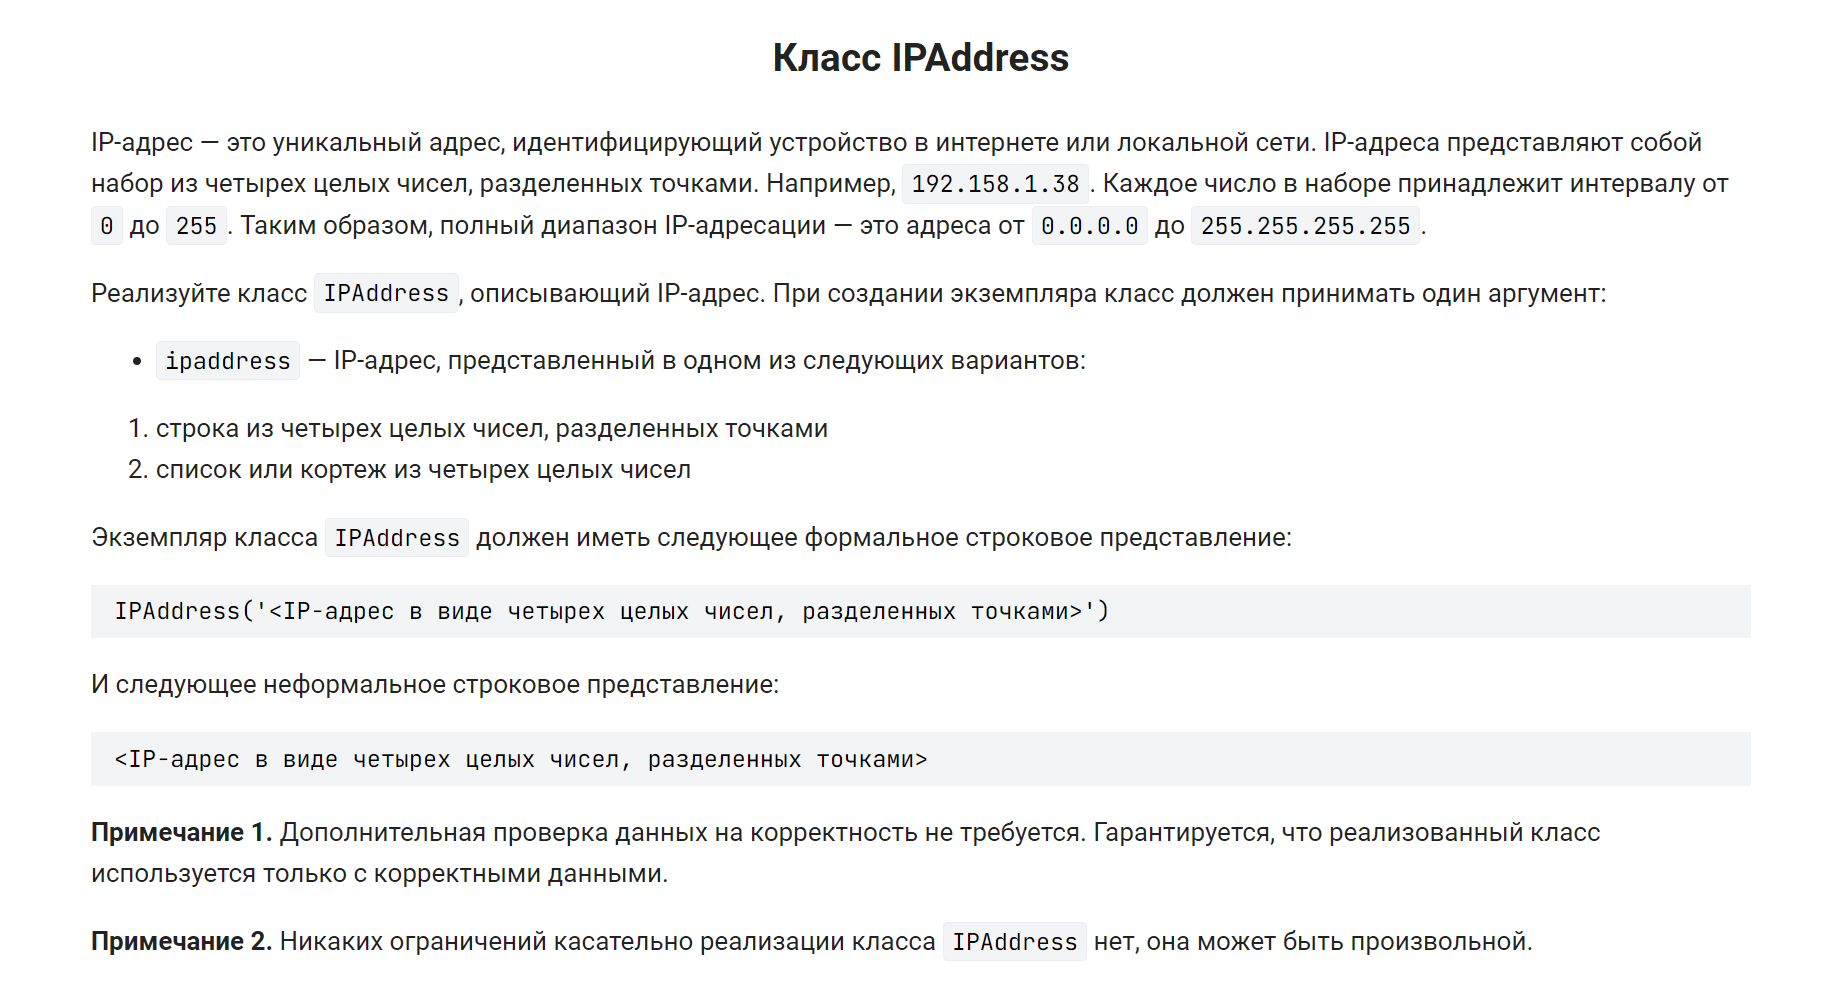 Класс IPAddress
IP-адрес — это уникальный адрес, идентифицирующий устройство в интернете или локальной сети. IP-адреса представляют собой
набор из четырех целых чисел, разделенных точками. Например, 192.158.1.38. Каждое число в наборе принадлежит интервалу от
0 до 255. Таким образом, полный диапазон IP-адресации — это адреса от 0.0.0.0 до 255.255.255.255.
Реализуйте класс IPAddress, описывающий IP-адрес. При создании экземпляра класс должен принимать один аргумент:
• ipaddress — IP-адрес, представленный в одном из следующих вариантов:
1. строка из четырех целых чисел, разделенных точками
2. список или кортеж из четырех целых чисел
Экземпляр класса IPAddress должен иметь следующее формальное строковое представление:
IPAddress('<IP-адрес в виде четырех целых чисел, разделенных точками>')
И следующее неформальное строковое представление:
<IP-адрес в виде четырех целых чисел, разделенных точками>
Примечание 1. Дополнительная проверка данных на корректность не требуется. Гарантируется, что реализованный класс
используется только с корректными данными.
Примечание 2. Никаких ограничений касательно реализации класса IPAddress нет, она может быть произвольной.